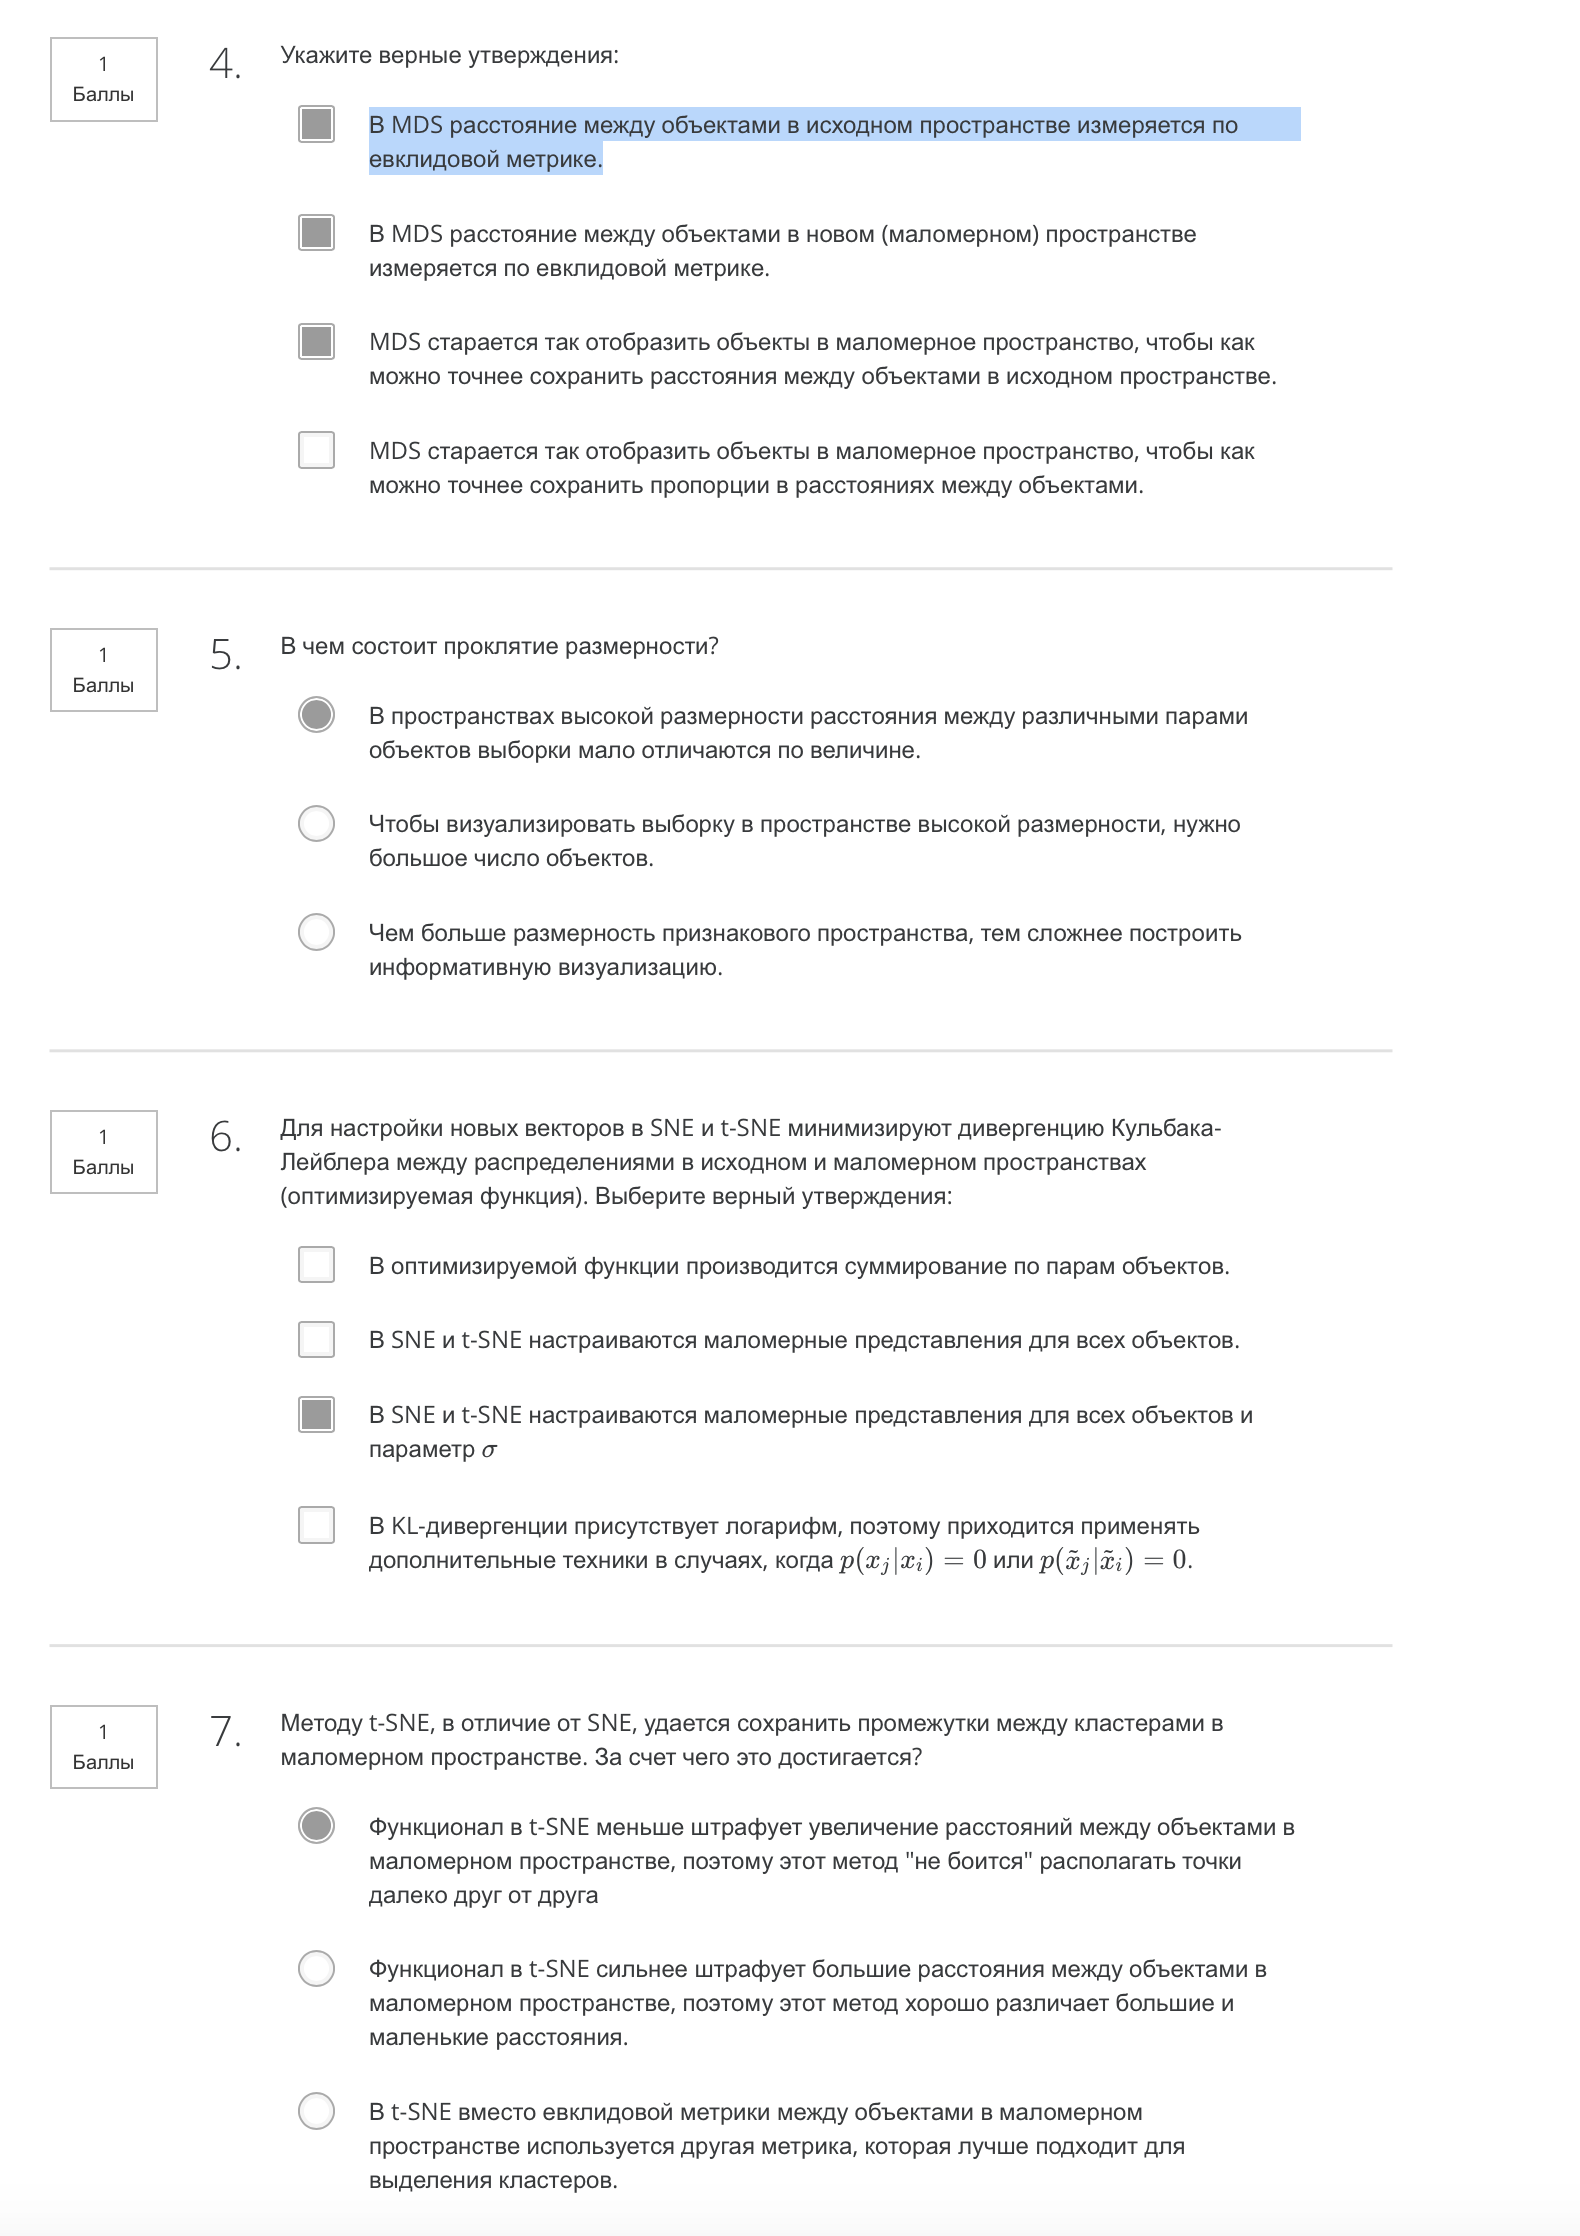 1
Баллы
4.
Укажите верные утверждения:
В MDS расстояние между объектами в исходном пространстве измеряется по
евклидовой метрике.
В MDS расстояние между объектами в новом (маломерном) пространстве
измеряется по евклидовой метрике.
MDS старается так отобразить объекты в маломерное пространство, чтобы как
можно точнее сохранить расстояния между объектами в исходном пространстве.
MDS старается так отобразить объекты в маломерное пространство, чтобы как
можно точнее сохранить пропорции в расстояниях между объектами.
1
Баллы
5.
В чем состоит проклятие размерности?
В пространствах высокой размерности расстояния между различными парами
объектов выборки мало отличаются по величине.
Чтобы визуализировать выборку в пространстве высокой размерности, нужно
большое число объектов.
Чем больше размерность признакового пространства, тем сложнее построить
информативную визуализацию.
1
Баллы
6.
Для настройки новых векторов в SNE и t-SNE минимизируют дивергенцию Кульбака-
Лейблера между распределениями в исходном и маломерном пространствах
(оптимизируемая функция). Выберите верный утверждения:
В оптимизируемой функции производится суммирование по парам объектов.
В SNE и t-SNE настраиваются маломерные представления для всех объектов.
В SNE и t-SNE настраиваются маломерные представления для всех объектов и
параметр σ
В KL-дивергенции присутствует логарифм, поэтому приходится применять
дополнительные техники в случаях, когда p(x_j|x_i) = 0 или p(x̃_j|x̃_i) = 0.
1
Баллы
7.
Методу t-SNE, в отличие от SNE, удается сохранить промежутки между кластерами в
маломерном пространстве. За счет чего это достигается?
Функционал в t-SNE меньше штрафует увеличение расстояний между объектами в
маломерном пространстве, поэтому этот метод "не боится" располагать точки
далеко друг от друга
Функционал в t-SNE сильнее штрафует большие расстояния между объектами в
маломерном пространстве, поэтому этот метод хорошо различает большие и
маленькие расстояния.
В t-SNE вместо евклидовой метрики между объектами в маломерном
пространстве используется другая метрика, которая лучше подходит для
выделения кластеров.